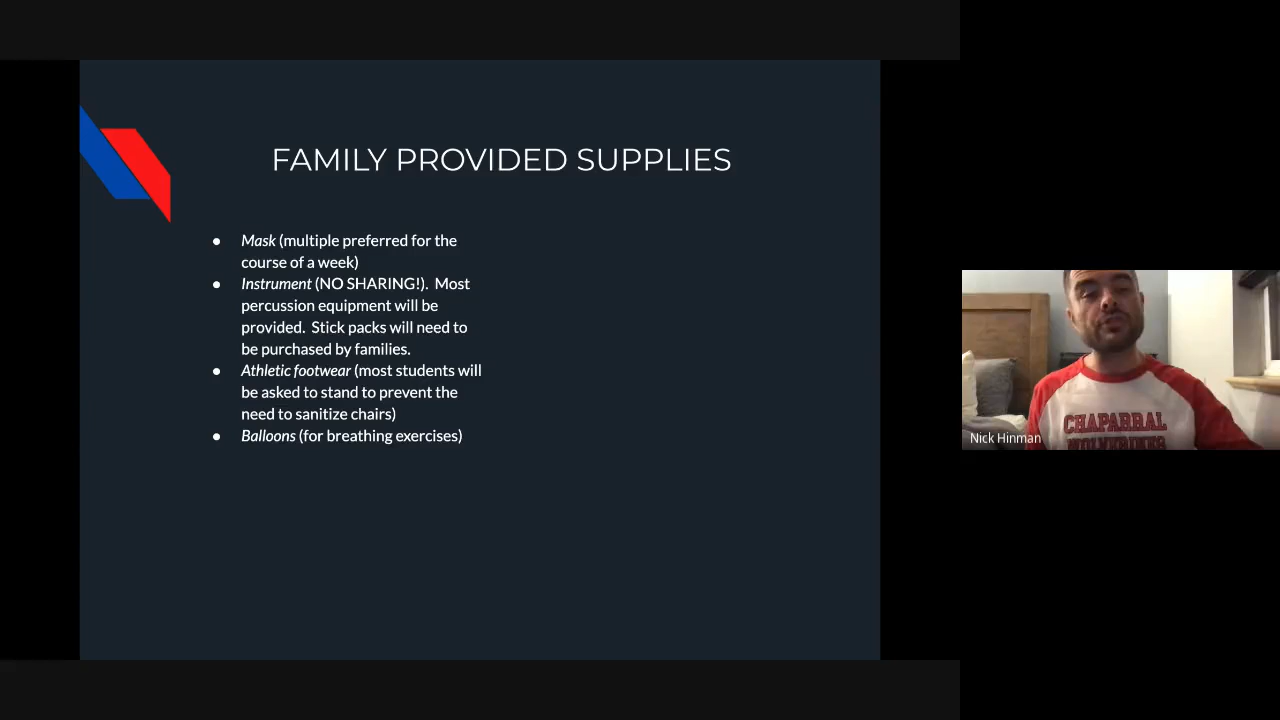 FAMILY PROVIDED SUPPLIES
● Mask (multiple preferred for the
course of a week)
● Instrument (NO SHARING!).  Most
percussion equipment will be
provided.  Stick packs will need to
be purchased by families.
● Athletic footwear (most students will
be asked to stand to prevent the
need to sanitize chairs)
● Balloons (for breathing exercises)
CHAPARRAL
WOLVERINES
Nick Hinman